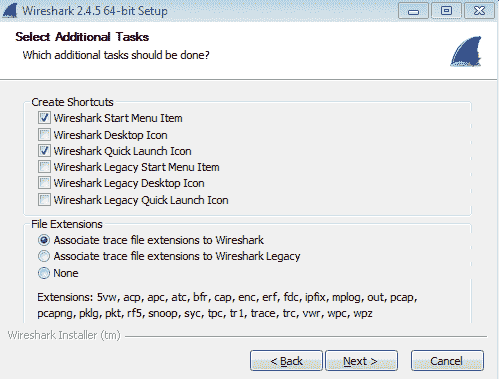 Wireshark 2.4.5 64-bit Setup
Select Additional Tasks
Which additional tasks should be done?
Create Shortcuts
Wireshark Start Menu Item
Wireshark Desktop Icon
Wireshark Quick Launch Icon
Wireshark Legacy Start Menu Item
Wireshark Legacy Desktop Icon
Wireshark Legacy Quick Launch Icon
File Extensions
Associate trace file extensions to Wireshark
Associate trace file extensions to Wireshark Legacy
None
Extensions: 5vw, acp, apc, atc, bfr, cap, enc, erf, fdc, ipfix, mplog, out, pcap,
pcapng, pklg, pkt, rf5, snoop, syc, tpc, tr1, trace, trc, vwr, wpc, wpz
Wireshark Installer (tm)
< Back Next > Cancel